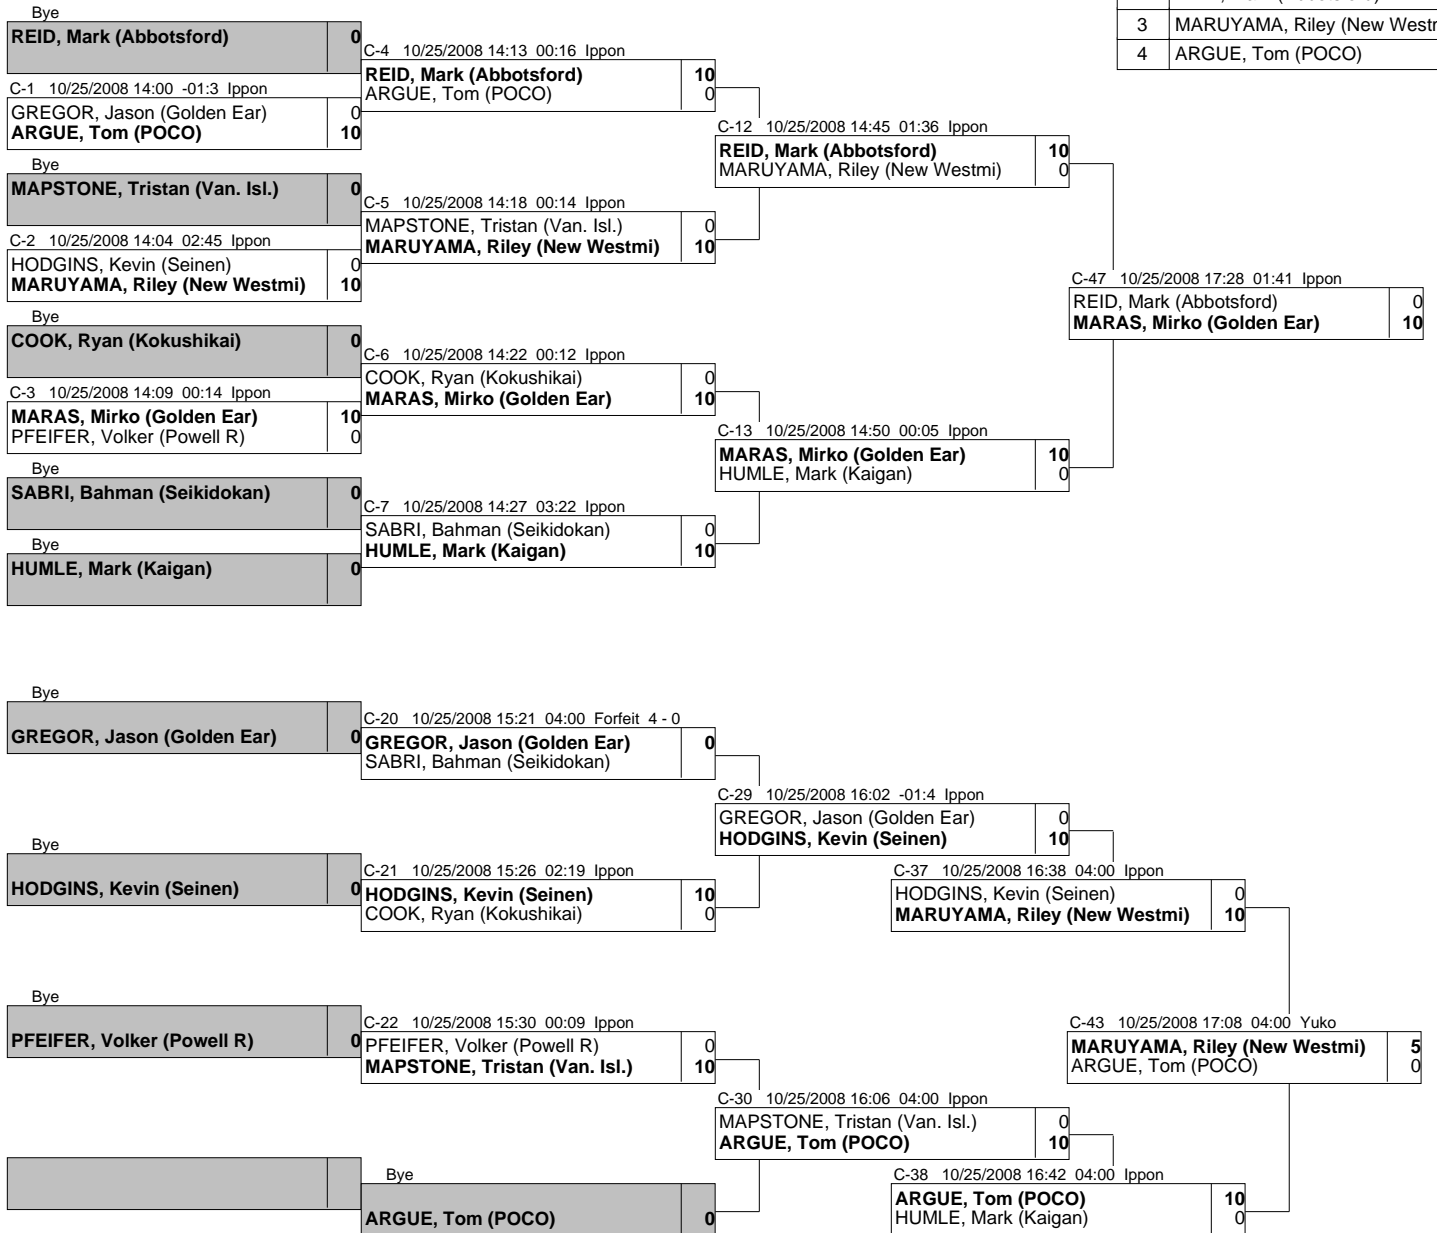 Bye
REID, Mark (Abbotsford) 0
C-1 10/25/2008 14:00 -01:3 Ippon
GREGOR, Jason (Golden Ear) 0
ARGUE, Tom (POCO) 10
Bye
MAPSTONE, Tristan (Van. Isl.) 0
C-2 10/25/2008 14:04 02:45 Ippon
HODGINS, Kevin (Seinen) 0
MARUYAMA, Riley (New Westmi) 10
Bye
COOK, Ryan (Kokushikai) 0
C-3 10/25/2008 14:09 00:14 Ippon
MARAS, Mirko (Golden Ear) 10
PFEIFER, Volker (Powell R) 0
Bye
SABRI, Bahman (Seikidokan) 0
Bye
HUMLE, Mark (Kaigan) 0
C-4 10/25/2008 14:13 00:16 Ippon
REID, Mark (Abbotsford) 10
ARGUE, Tom (POCO) 0
C-5 10/25/2008 14:18 00:14 Ippon
MAPSTONE, Tristan (Van. Isl.) 0
MARUYAMA, Riley (New Westmi) 10
C-6 10/25/2008 14:22 00:12 Ippon
COOK, Ryan (Kokushikai) 0
MARAS, Mirko (Golden Ear) 10
C-7 10/25/2008 14:27 03:22 Ippon
SABRI, Bahman (Seikidokan) 0
HUMLE, Mark (Kaigan) 10
C-12 10/25/2008 14:45 01:36 Ippon
REID, Mark (Abbotsford) 10
MARUYAMA, Riley (New Westmi) 0
C-13 10/25/2008 14:50 00:05 Ippon
MARAS, Mirko (Golden Ear) 10
HUMLE, Mark (Kaigan) 0
C-47 10/25/2008 17:28 01:41 Ippon
REID, Mark (Abbotsford) 0
MARAS, Mirko (Golden Ear) 10
3 MARUYAMA, Riley (New Westr
4 ARGUE, Tom (POCO)
Bye
GREGOR, Jason (Golden Ear) 0
Bye
HODGINS, Kevin (Seinen) 0
Bye
PFEIFER, Volker (Powell R) 0
C-20 10/25/2008 15:21 04:00 Forfeit 4 - 0
GREGOR, Jason (Golden Ear) 0
SABRI, Bahman (Seikidokan)
C-21 10/25/2008 15:26 02:19 Ippon
HODGINS, Kevin (Seinen) 10
COOK, Ryan (Kokushikai) 0
C-22 10/25/2008 15:30 00:09 Ippon
PFEIFER, Volker (Powell R) 0
MAPSTONE, Tristan (Van. Isl.) 10
Bye
ARGUE, Tom (POCO) 0
C-29 10/25/2008 16:02 -01:4 Ippon
GREGOR, Jason (Golden Ear) 0
HODGINS, Kevin (Seinen) 10
C-30 10/25/2008 16:06 04:00 Ippon
MAPSTONE, Tristan (Van. Isl.) 0
ARGUE, Tom (POCO) 10
C-37 10/25/2008 16:38 04:00 Ippon
HODGINS, Kevin (Seinen) 0
MARUYAMA, Riley (New Westmi) 10
C-38 10/25/2008 16:42 04:00 Ippon
ARGUE, Tom (POCO) 10
HUMLE, Mark (Kaigan) 0
C-43 10/25/2008 17:08 04:00 Yuko
MARUYAMA, Riley (New Westmi) 5
ARGUE, Tom (POCO) 0